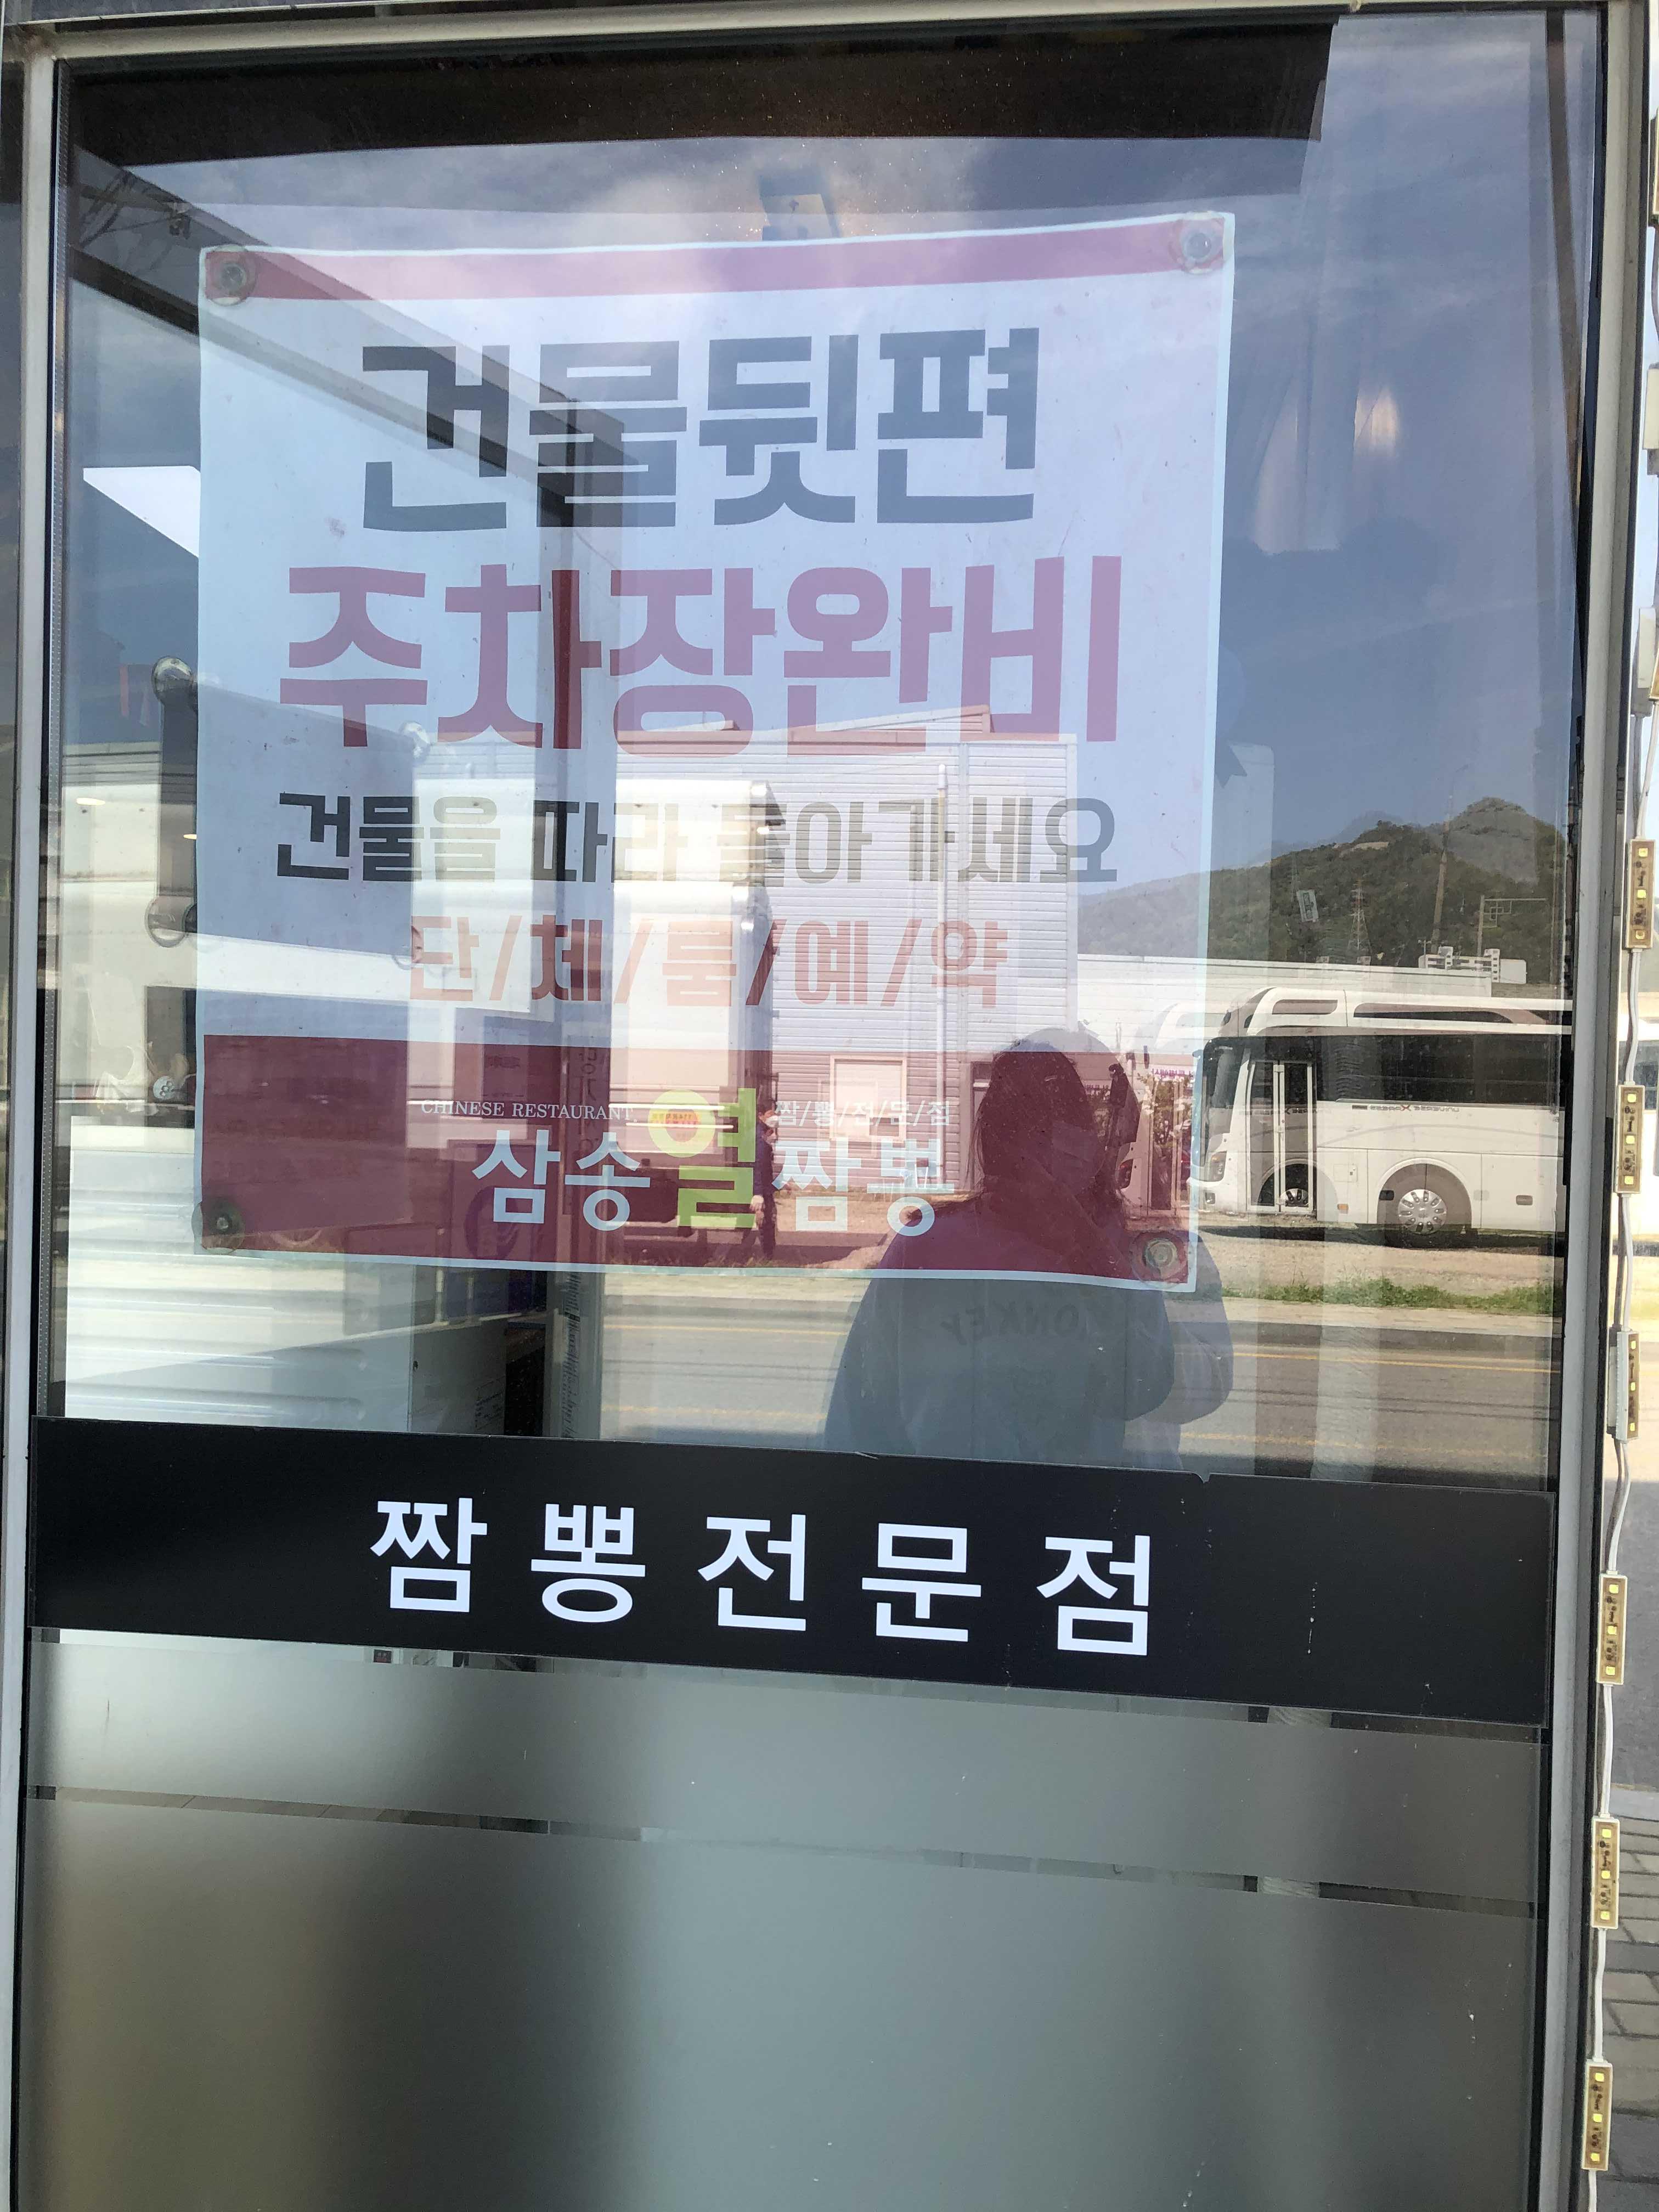 건물뒷편
주차장완비
건물을 따라 돌아 가세요
단/체/룸/예/약
CHINESE RESTAURANT 짬/뽕/전/문/점
삼송열짬뽕
짬뽕전문점